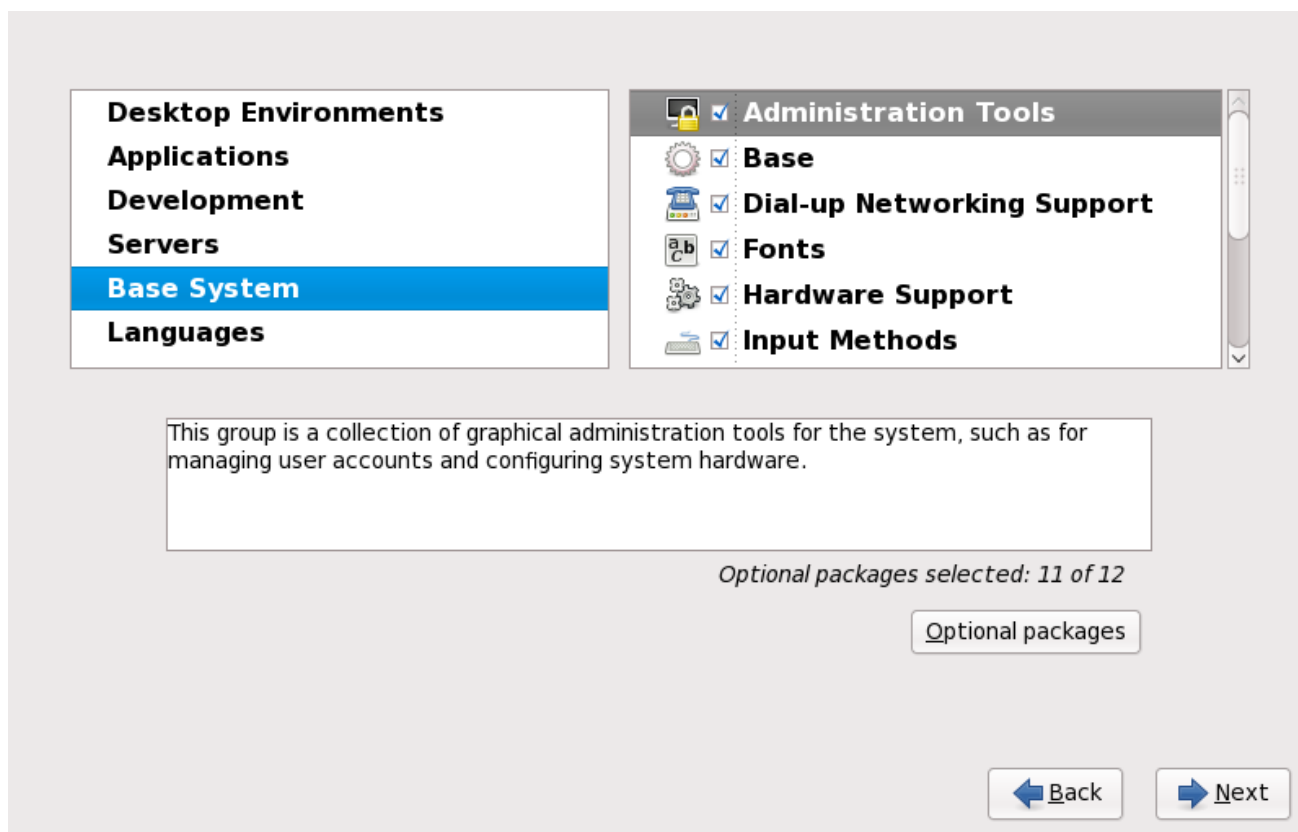 Desktop Environments
Applications
Development
Servers
Base System
Languages
Administration Tools
Base
Dial-up Networking Support
Fonts
Hardware Support
Input Methods
This group is a collection of graphical administration tools for the system, such as for
managing user accounts and configuring system hardware.
Optional packages selected: 11 of 12
Optional packages
Back
Next